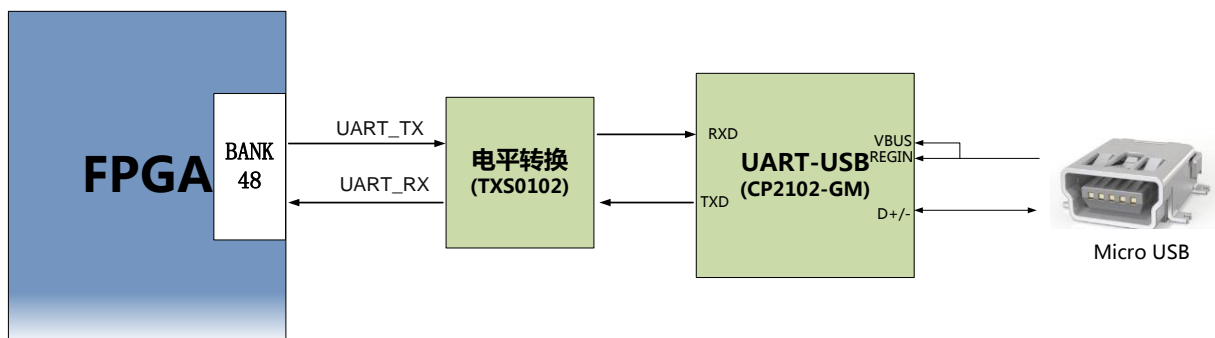 FPGA
BANK
48
UART_TX
UART_RX
电平转换
(TXS0102)
RXD
TXD
UART-USB
(CP2102-GM)
VBUS
REGIN
D+/-
Micro USB